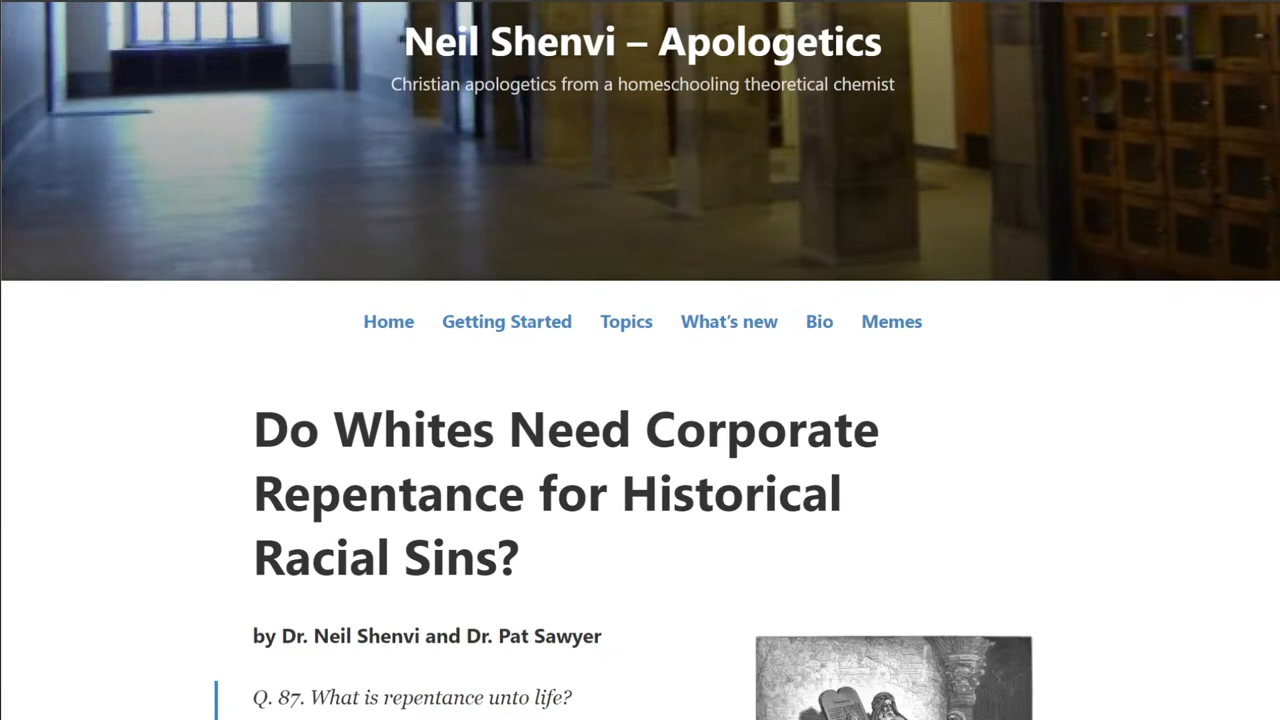 Neil Shenvi – Apologetics
Christian apologetics from a homeschooling theoretical chemist
Home Getting Started Topics What’s new Bio Memes
Do Whites Need Corporate
Repentance for Historical
Racial Sins?
by Dr. Neil Shenvi and Dr. Pat Sawyer
Q. 87. What is repentance unto life?